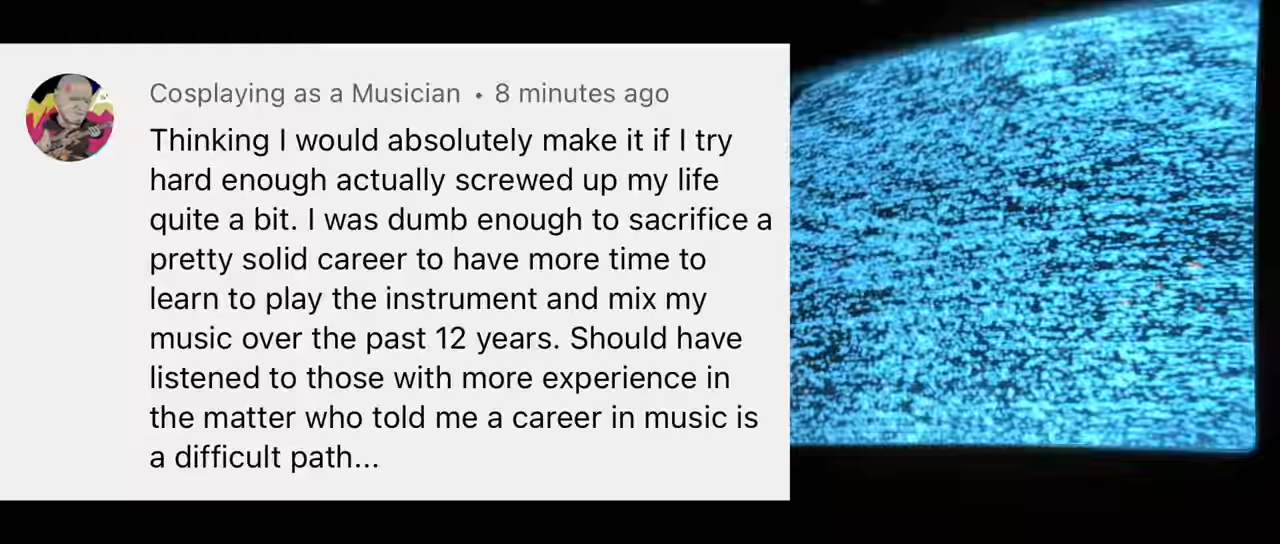 Cosplaying as a Musician • 8 minutes ago
Thinking I would absolutely make it if I try
hard enough actually screwed up my life
quite a bit. I was dumb enough to sacrifice a
pretty solid career to have more time to
learn to play the instrument and mix my
music over the past 12 years. Should have
listened to those with more experience in
the matter who told me a career in music is
a difficult path...